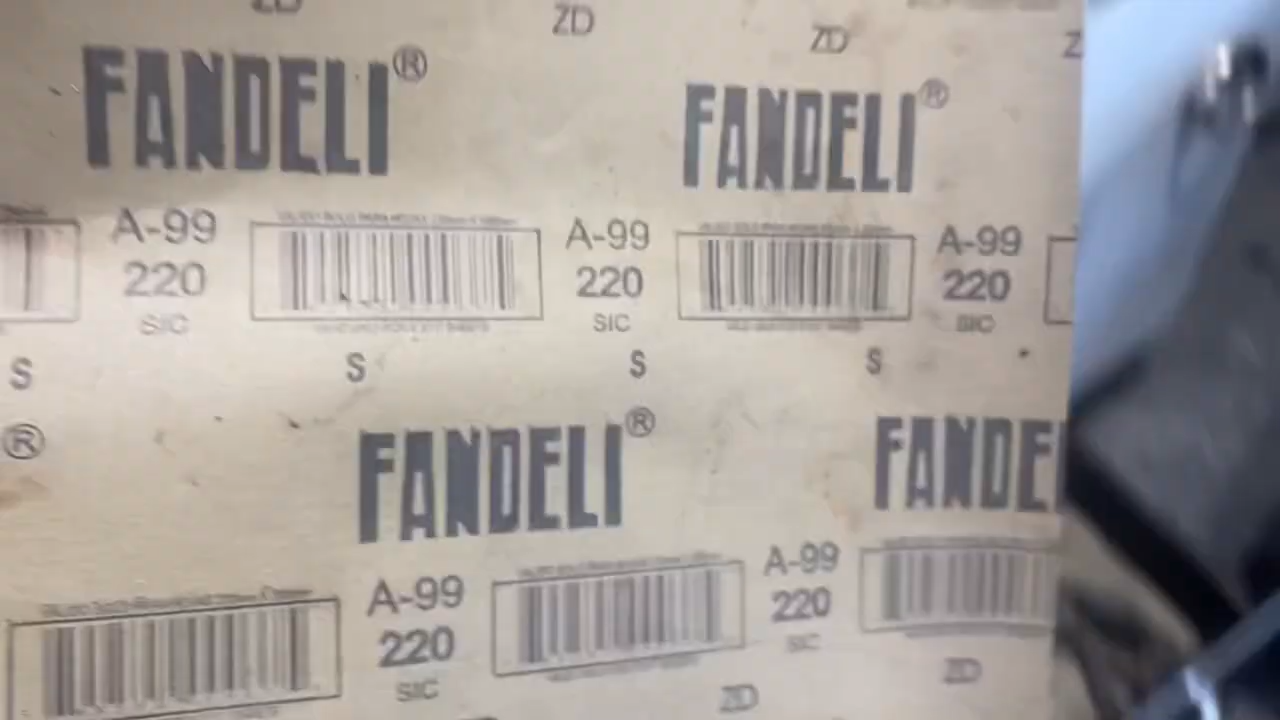 ZD ZD ZD
FANDELI® FANDELI®
A-99 A-99 A-99
220 220 220
SIC SIC SIC
S S S S
® FANDELI® FANDE
A-99 A-99
220 220
SIC SIC
ZD ZD